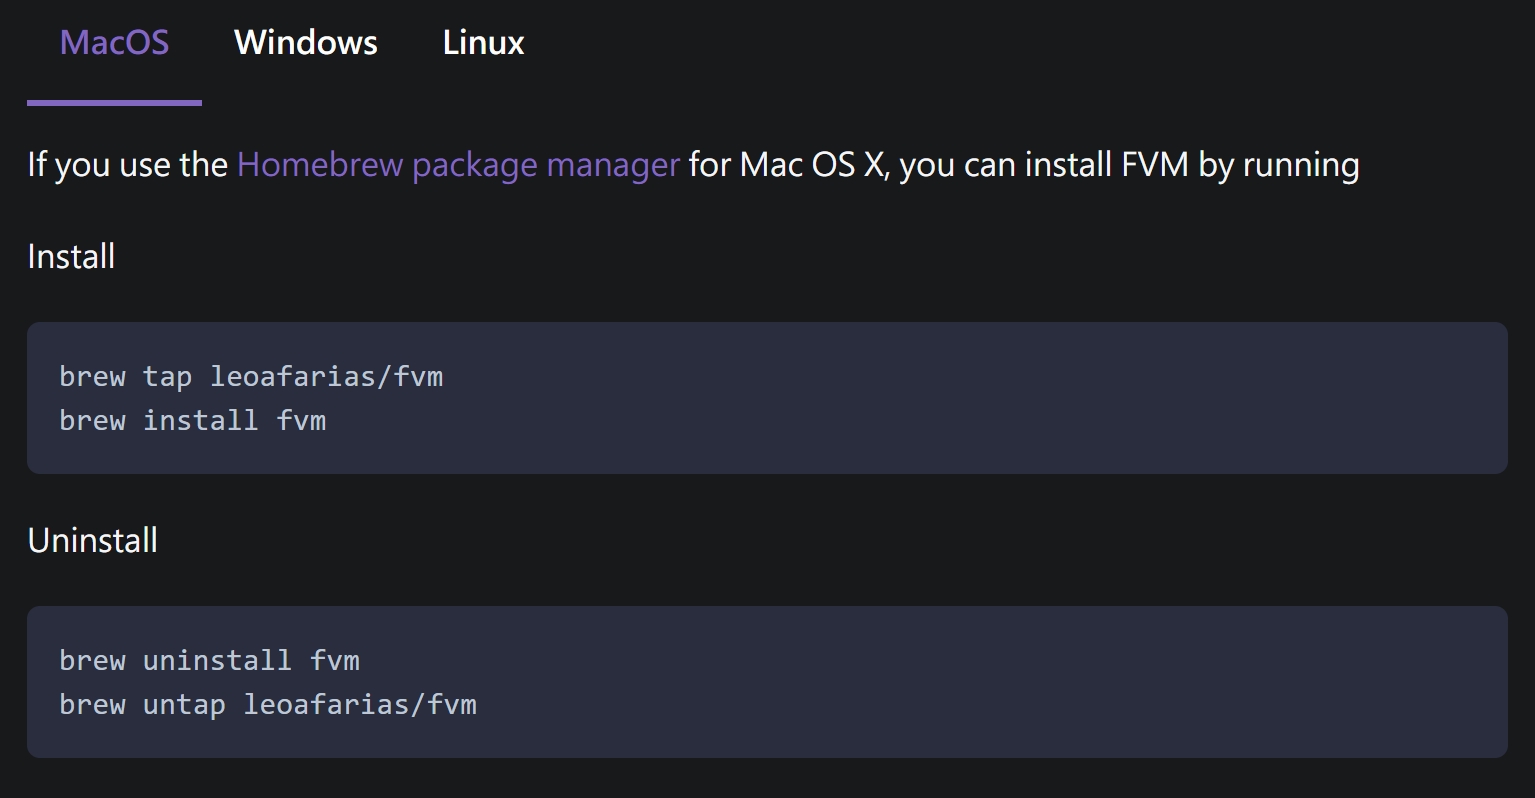 MacOS Windows Linux
If you use the Homebrew package manager for Mac OS X, you can install FVM by running
Install
brew tap leoafarias/fvm
brew install fvm
Uninstall
brew uninstall fvm
brew untap leoafarias/fvm